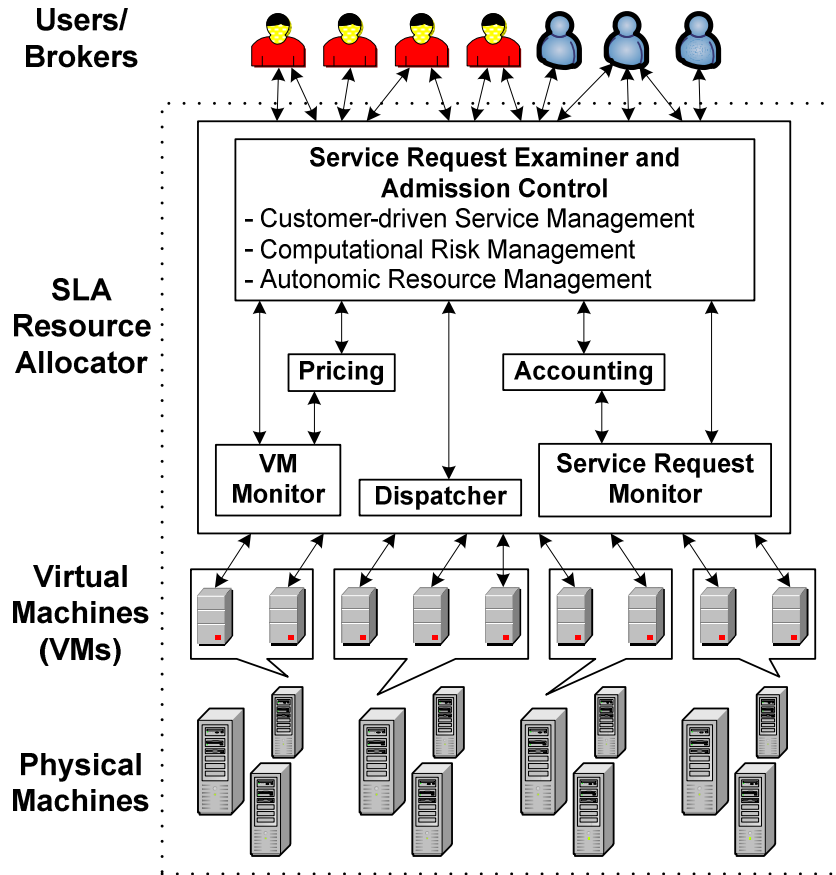 Users/
Brokers
Service Request Examiner and
Admission Control
- Customer-driven Service Management
- Computational Risk Management
- Autonomic Resource Management
SLA
Resource
Allocator
Pricing
Accounting
VM
Monitor
Dispatcher
Service Request
Monitor
Virtual
Machines
(VMs)
Physical
Machines